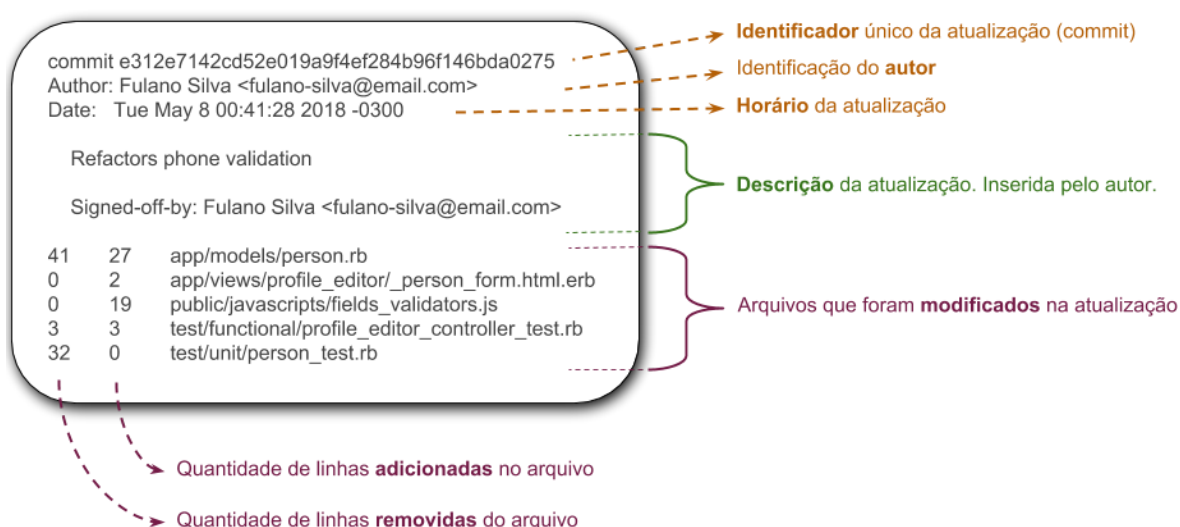 commit e312e7142cd52e019a9f4ef284b96f146bda0275
Author: Fulano Silva <fulano-silva@email.com>
Date: Tue May 8 00:41:28 2018 -0300
Refactors phone validation
Signed-off-by: Fulano Silva <fulano-silva@email.com>
41 27 app/models/person.rb
0 2 app/views/profile_editor/_person_form.html.erb
0 19 public/javascripts/fields_validators.js
3 3 test/functional/profile_editor_controller_test.rb
32 0 test/unit/person_test.rb
Identificador único da atualização (commit)
Identificação do autor
Horário da atualização
Descrição da atualização. Inserida pelo autor.
Arquivos que foram modificados na atualização
Quantidade de linhas adicionadas no arquivo
Quantidade de linhas removidas do arquivo